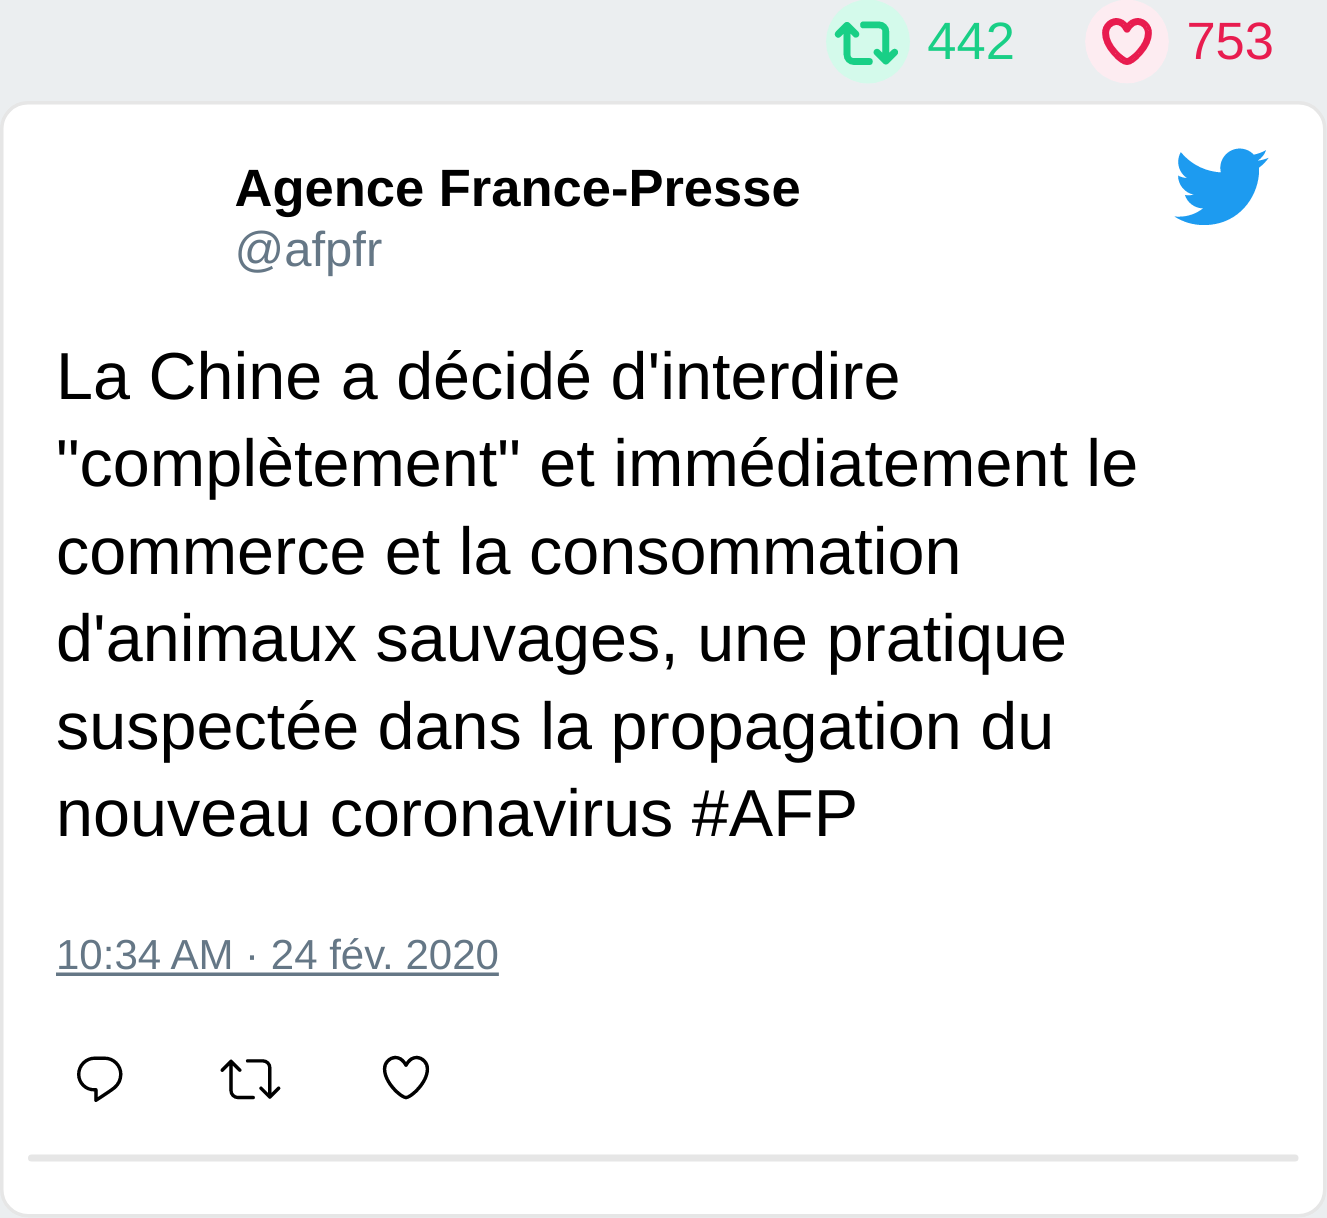 442 753
Agence France-Presse
@afpfr
La Chine a décidé d'interdire
"complètement" et immédiatement le
commerce et la consommation
d'animaux sauvages, une pratique
suspectée dans la propagation du
nouveau coronavirus #AFP
10:34 AM · 24 fév. 2020